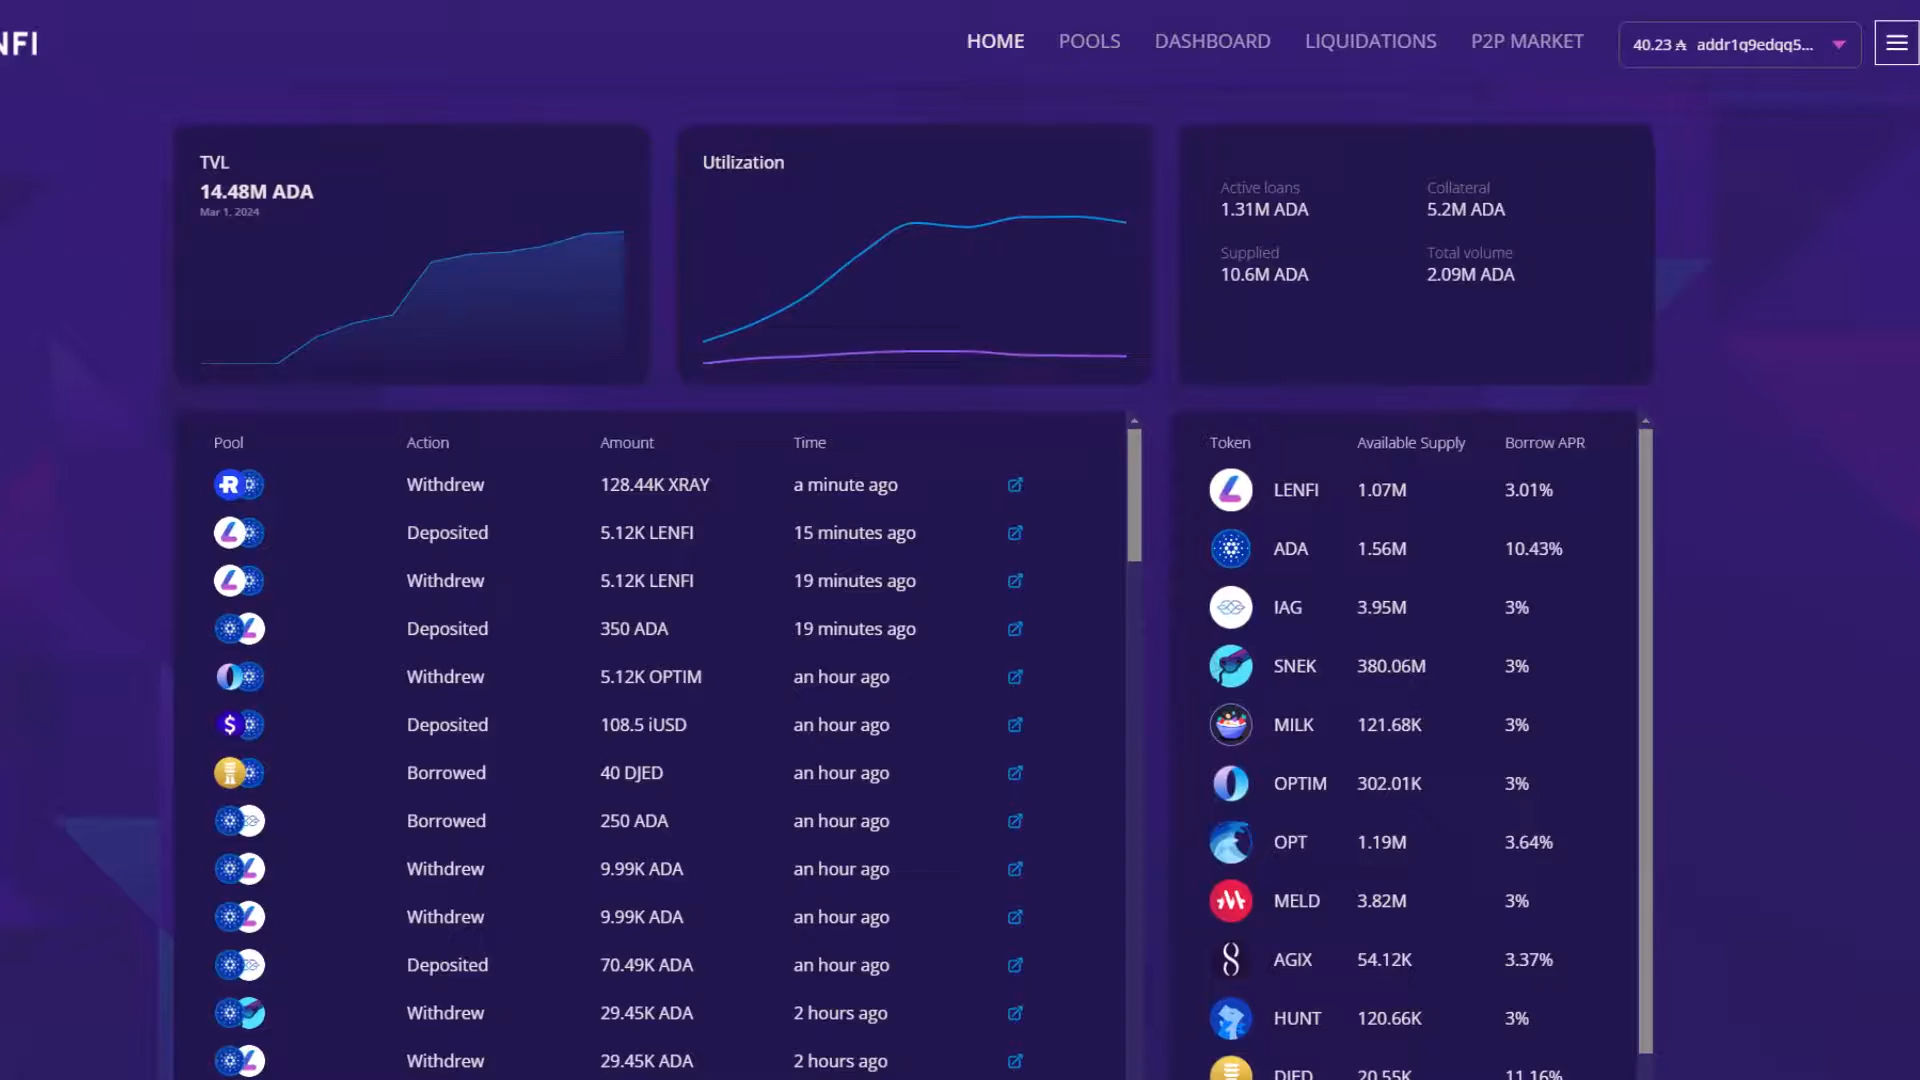 NFI
HOME POOLS DASHBOARD LIQUIDATIONS P2P MARKET 40.23 ₳ addr1q9edqq5...
TVL
14.48M ADA
Mar 1, 2024
Utilization
Active loans Collateral
1.31M ADA 5.2M ADA
Supplied Total volume
10.6M ADA 2.09M ADA
Pool Action Amount Time
Withdrew 128.44K XRAY a minute ago
Deposited 5.12K LENFI 15 minutes ago
Withdrew 5.12K LENFI 19 minutes ago
Deposited 350 ADA 19 minutes ago
Withdrew 5.12K OPTIM an hour ago
Deposited 108.5 iUSD an hour ago
Borrowed 40 DJED an hour ago
Borrowed 250 ADA an hour ago
Withdrew 9.99K ADA an hour ago
Withdrew 9.99K ADA an hour ago
Deposited 70.49K ADA an hour ago
Withdrew 29.45K ADA 2 hours ago
Withdrew 29.45K ADA 2 hours ago
Token Available Supply Borrow APR
LENFI 1.07M 3.01%
ADA 1.56M 10.43%
IAG 3.95M 3%
SNEK 380.06M 3%
MILK 121.68K 3%
OPTIM 302.01K 3%
OPT 1.19M 3.64%
MELD 3.82M 3%
AGIX 54.12K 3.37%
HUNT 120.66K 3%
DJED 20.55K 11.16%